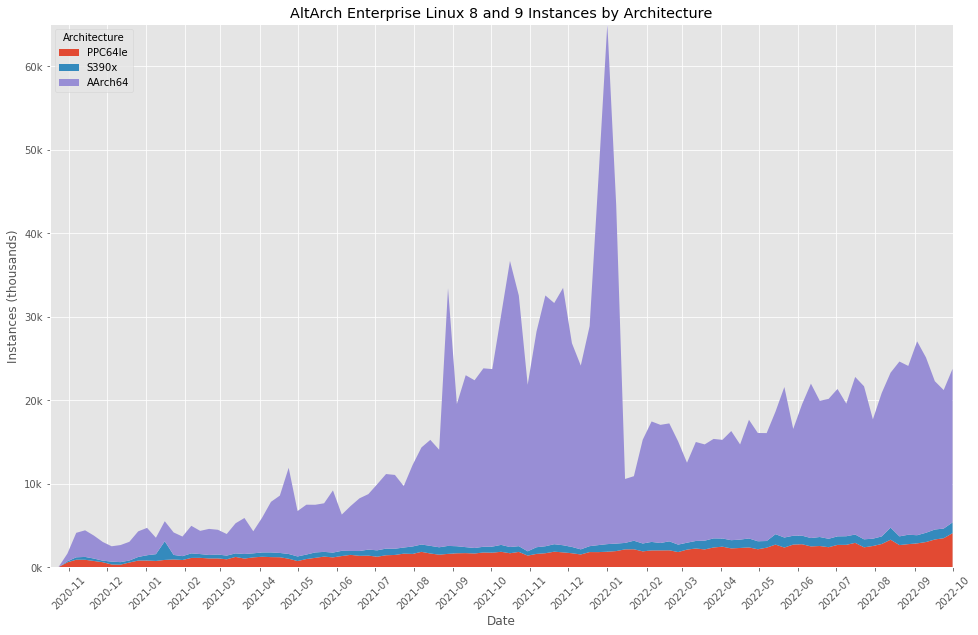 AltArch Enterprise Linux 8 and 9 Instances by Architecture
Architecture
PPC64le
S390x
AArch64
60k
50k
40k
30k
20k
10k
0k
Instances (thousands)
2020-11
2020-12
2021-01
2021-02
2021-03
2021-04
2021-05
2021-06
2021-07
2021-08
2021-09
2021-10
2021-11
2021-12
2022-01
2022-02
2022-03
2022-04
2022-05
2022-06
2022-07
2022-08
2022-09
2022-10
Date